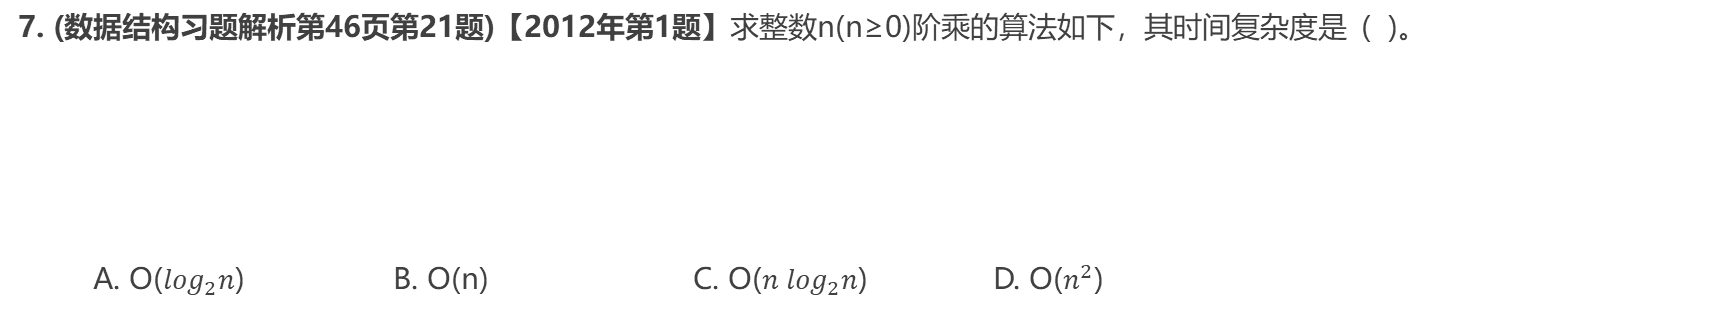 7. (数据结构习题解析第46页第21题)【2012年第1题】求整数n(n≥0)阶乘的算法如下，其时间复杂度是（ ）。
A. O(log₂n) B. O(n) C. O(n log₂n) D. O(n²)